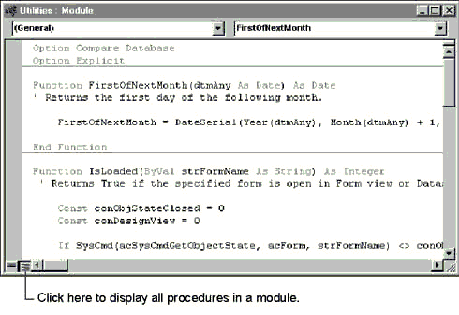 Utilities : Module
(General) FirstOfNextMonth
Option Compare Database
Option Explicit
Function FirstOfNextMonth(dtmAny As Date) As Date
' Returns the first day of the following month.
FirstOfNextMonth = DateSerial(Year(dtmAny), Month(dtmAny) + 1,
End Function
Function IsLoaded(ByVal strFormName As String) As Integer
' Returns True if the specified form is open in Form view or Datas
Const conObjStateClosed = 0
Const conDesignView = 0
If SysCmd(acSysCmdGetObjectState, acForm, strFormName) <> conOb
Click here to display all procedures in a module.